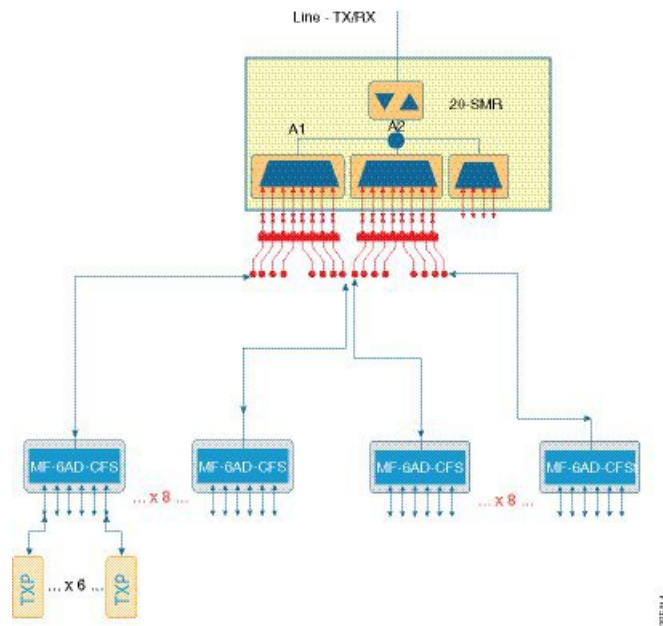 Line - TX/RX
20-SMR
A1
A2
MF-6AD-CFS
MF-6AD-CFS
MF-6AD-CFS
MF-6AD-CFS
... x 8 ...
... x 8 ...
TXP
... x 6 ...
TXP